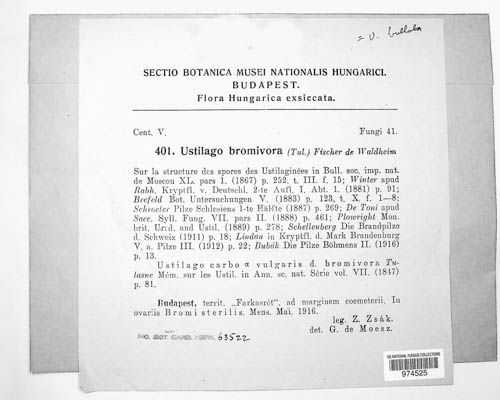 = U. bullata
SECTIO BOTANICA MUSEI NATIONALIS HUNGARICI.
BUDAPEST.
Flora Hungarica exsiccata.
Cent. V. Fungi 41.
401. Ustilago bromivora (Tul.) Fischer de Waldheim
Sur la structure des spores des Ustilaginées in Bull. soc. imp. nat.
de Moscou XL. pars I. (1867) p. 252, t. III. f. 15; Winter apud
Rabh. Kryptfl. v. Deutschl. 2-te Aufl. I. Abt. 1. (1881) p. 91;
Brefeld Bot. Untersuchungen V. (1883) p. 123, t. X. f. 1—8;
Schroeter Pilze Schlesiens 1-te Hälfte (1887) p. 269; De Toni apud
Sacc. Syll. Fung. VII. pars II. (1888) p. 461; Plowright Mon.
brit. Ured. and Ustil. (1889) p. 278; Schellenberg Die Brandpilze
d. Schweiz (1911) p. 18; Lindau in Kryptfl. d. Mark Brandenburg
V. a. Pilze III. (1912) p. 22; Bubák Die Pilze Böhmens II. (1916)
p. 13.
Ustilago carbo α vulgaris d. bromivora Tu-
lasne Mém. sur les Ustil. in Ann. sc. nat. Série vol. VII. (1847)
p. 81.
Budapest, territ. „Farkasrét“, ad marginem coemeterii. In
ovariis Bromi sterilis, Mens. Mai. 1916.
leg. Z. Zsák.
det. G. de Moesz.
MO. BOT. GARD. HERB. 63522
US NATIONAL FUNGUS COLLECTIONS
974525